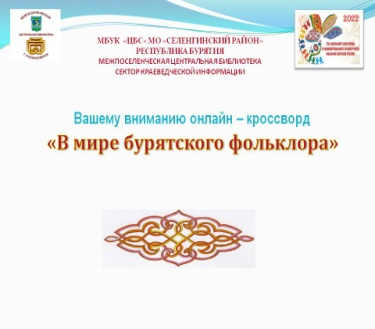 МБУК «ЦБС» МО «СЕЛЕНГИНСКИЙ РАЙОН»
РЕСПУБЛИКА БУРЯТИЯ
МЕЖПОСЕЛЕНЧЕСКАЯ ЦЕНТРАЛЬНАЯ БИБЛИОТЕКА
СЕКТОР КРАЕВЕДЧЕСКОЙ ИНФОРМАЦИИ
2022
Вашему вниманию онлайн – кроссворд
«В мире бурятского фольклора»